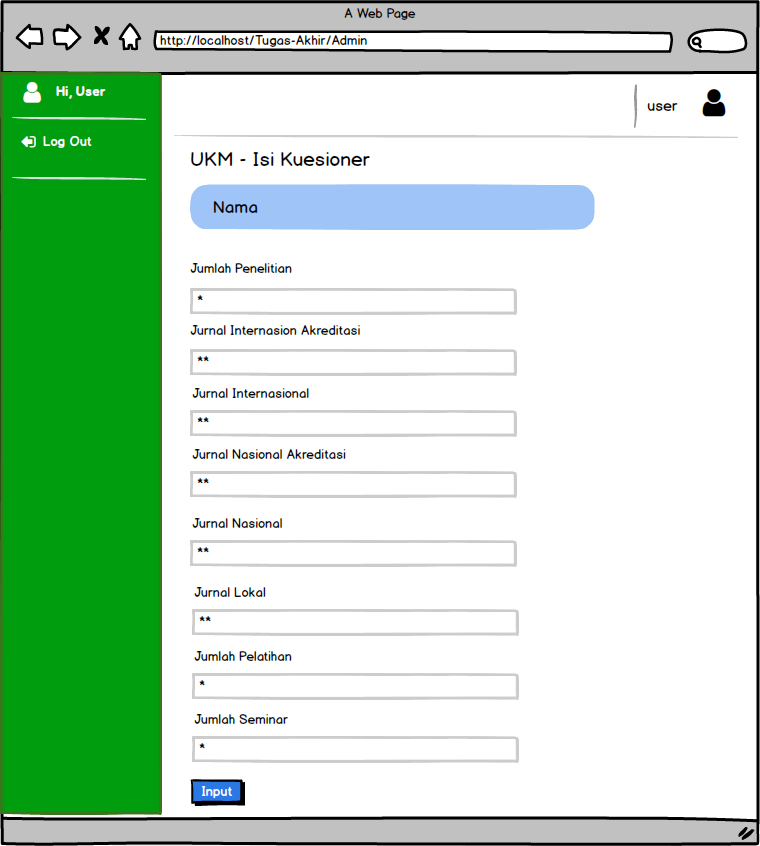 A Web Page
http://localhost/Tugas-Akhir/Admin
Hi, User
Log Out
user
UKM - Isi Kuesioner
Nama
Jumlah Penelitian
*
Jurnal Internasion Akreditasi
**
Jurnal Internasional
**
Jurnal Nasional Akreditasi
**
Jurnal Nasional
**
Jurnal Lokal
**
Jumlah Pelatihan
*
Jumlah Seminar
*
Input